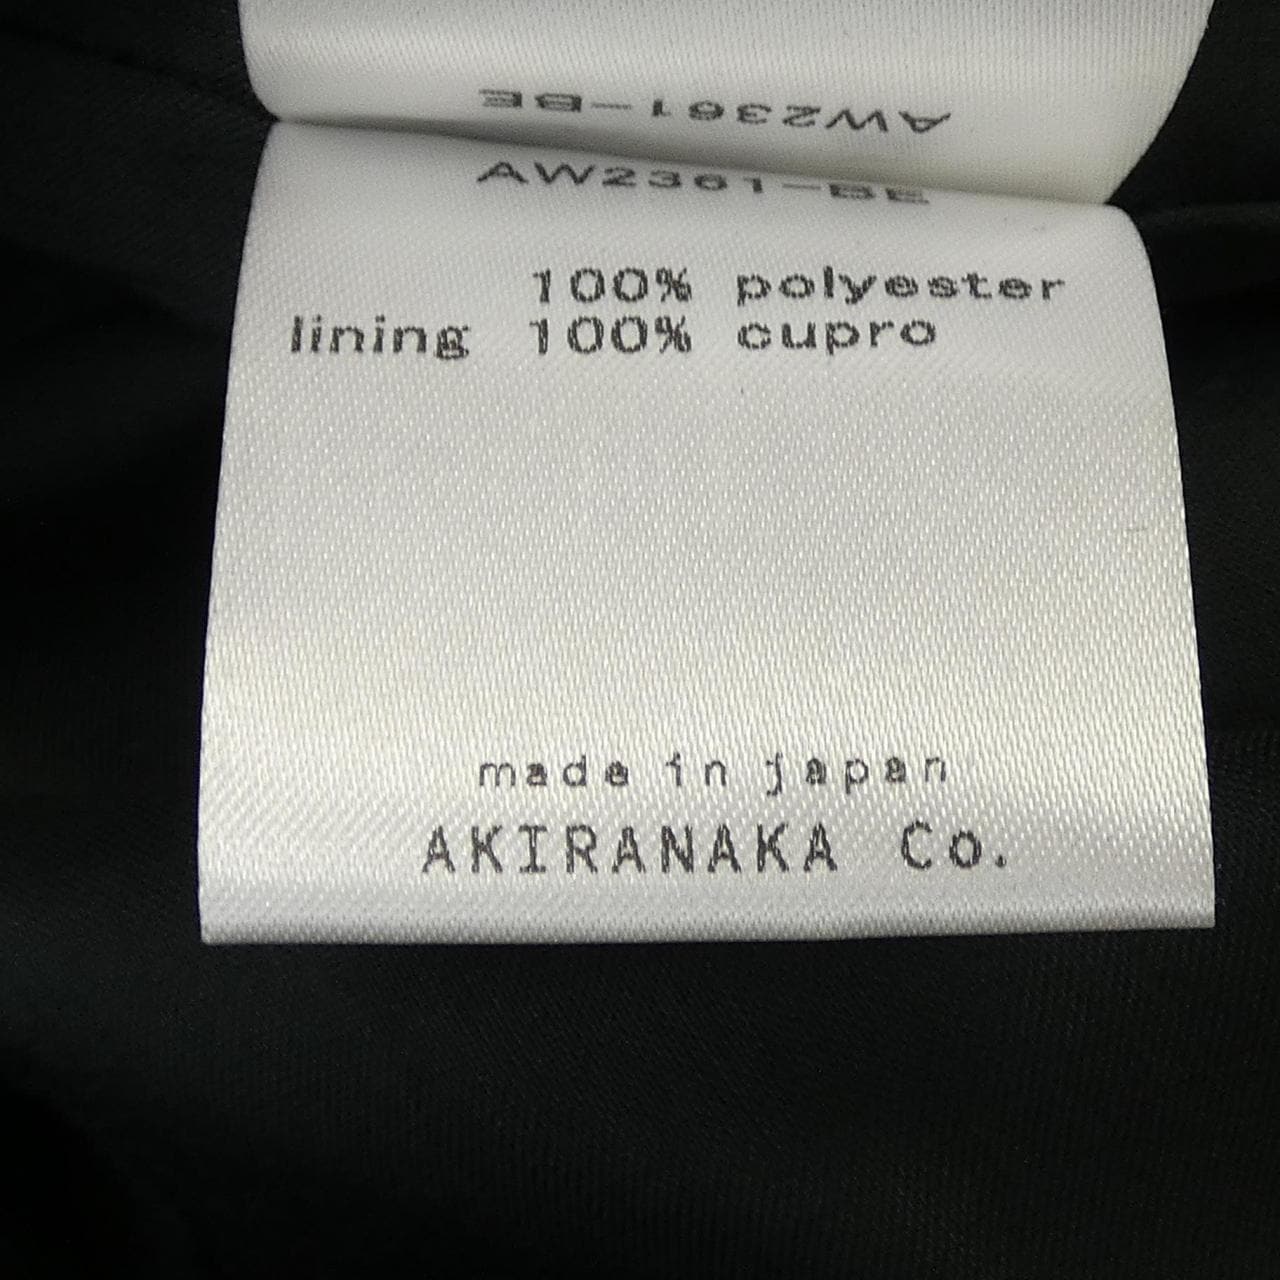 AW2361-BE
AW2361-BE
100% polyester
lining 100% cupro
made in japan
AKIRANAKA Co.